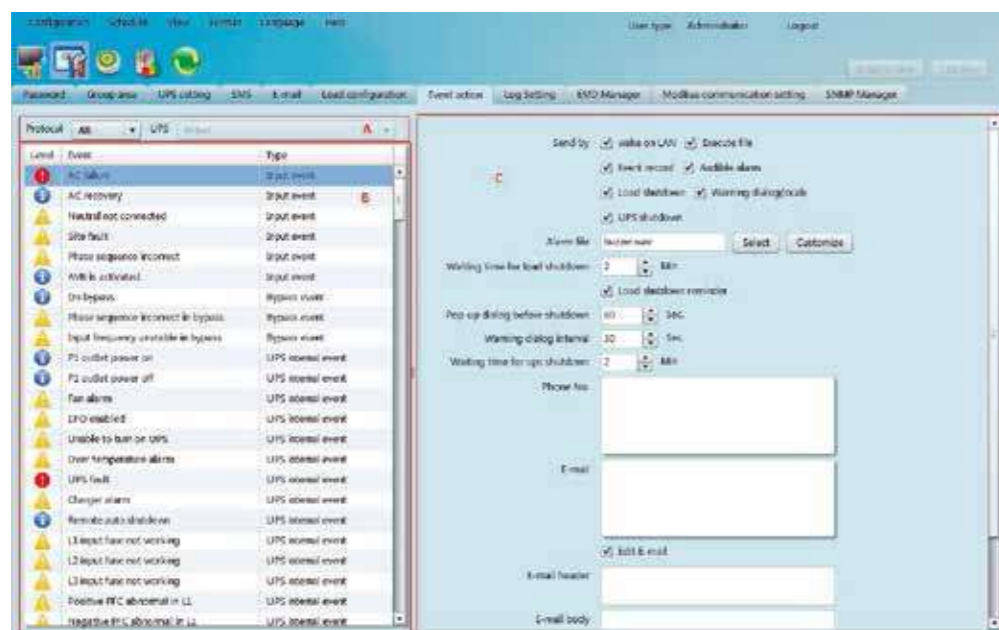 Configuration Schedule View Format Language Help
User type Administrator Logout
Password Group area UPS setting SMS E-mail Load configuration Event action Log Setting EMD Manager Modbus communication setting SNMP Manager
Protocol All UPS A
Level Event Type
AC failure Input event
AC recovery Input event B
Neutral not connected Input event
Site fault Input event
Phase sequence incorrect Input event
AVR is activated Input event
On bypass Bypass event
Phase sequence incorrect in bypass Bypass event
Input frequency unstable in bypass Bypass event
P1 outlet power on UPS internal event
P1 outlet power off UPS internal event
Fan alarm UPS internal event
EPO enabled UPS internal event
Unable to turn on UPS UPS internal event
Over temperature alarm UPS internal event
UPS fault UPS internal event
Charger alarm UPS internal event
Remote auto shutdown UPS internal event
L1 input fuse not working UPS internal event
L2 input fuse not working UPS internal event
L3 input fuse not working UPS internal event
Positive PFC abnormal in L1 UPS internal event
Negative PFC abnormal in L1 UPS internal event
C
Send by wake on LAN Execute file
Event record Audible alarm
Load shutdown Warning dialog(local)
UPS shutdown
Alarm file Select Customize
Waiting time for load shutdown 2 Min
Load shutdown reminder
Pop-up dialog before shutdown 60 Sec.
Warning dialog interval 30 Sec.
Waiting time for ups shutdown 2 Min
Phone No.
E-mail
Edit E-mail
E-mail header
E-mail body